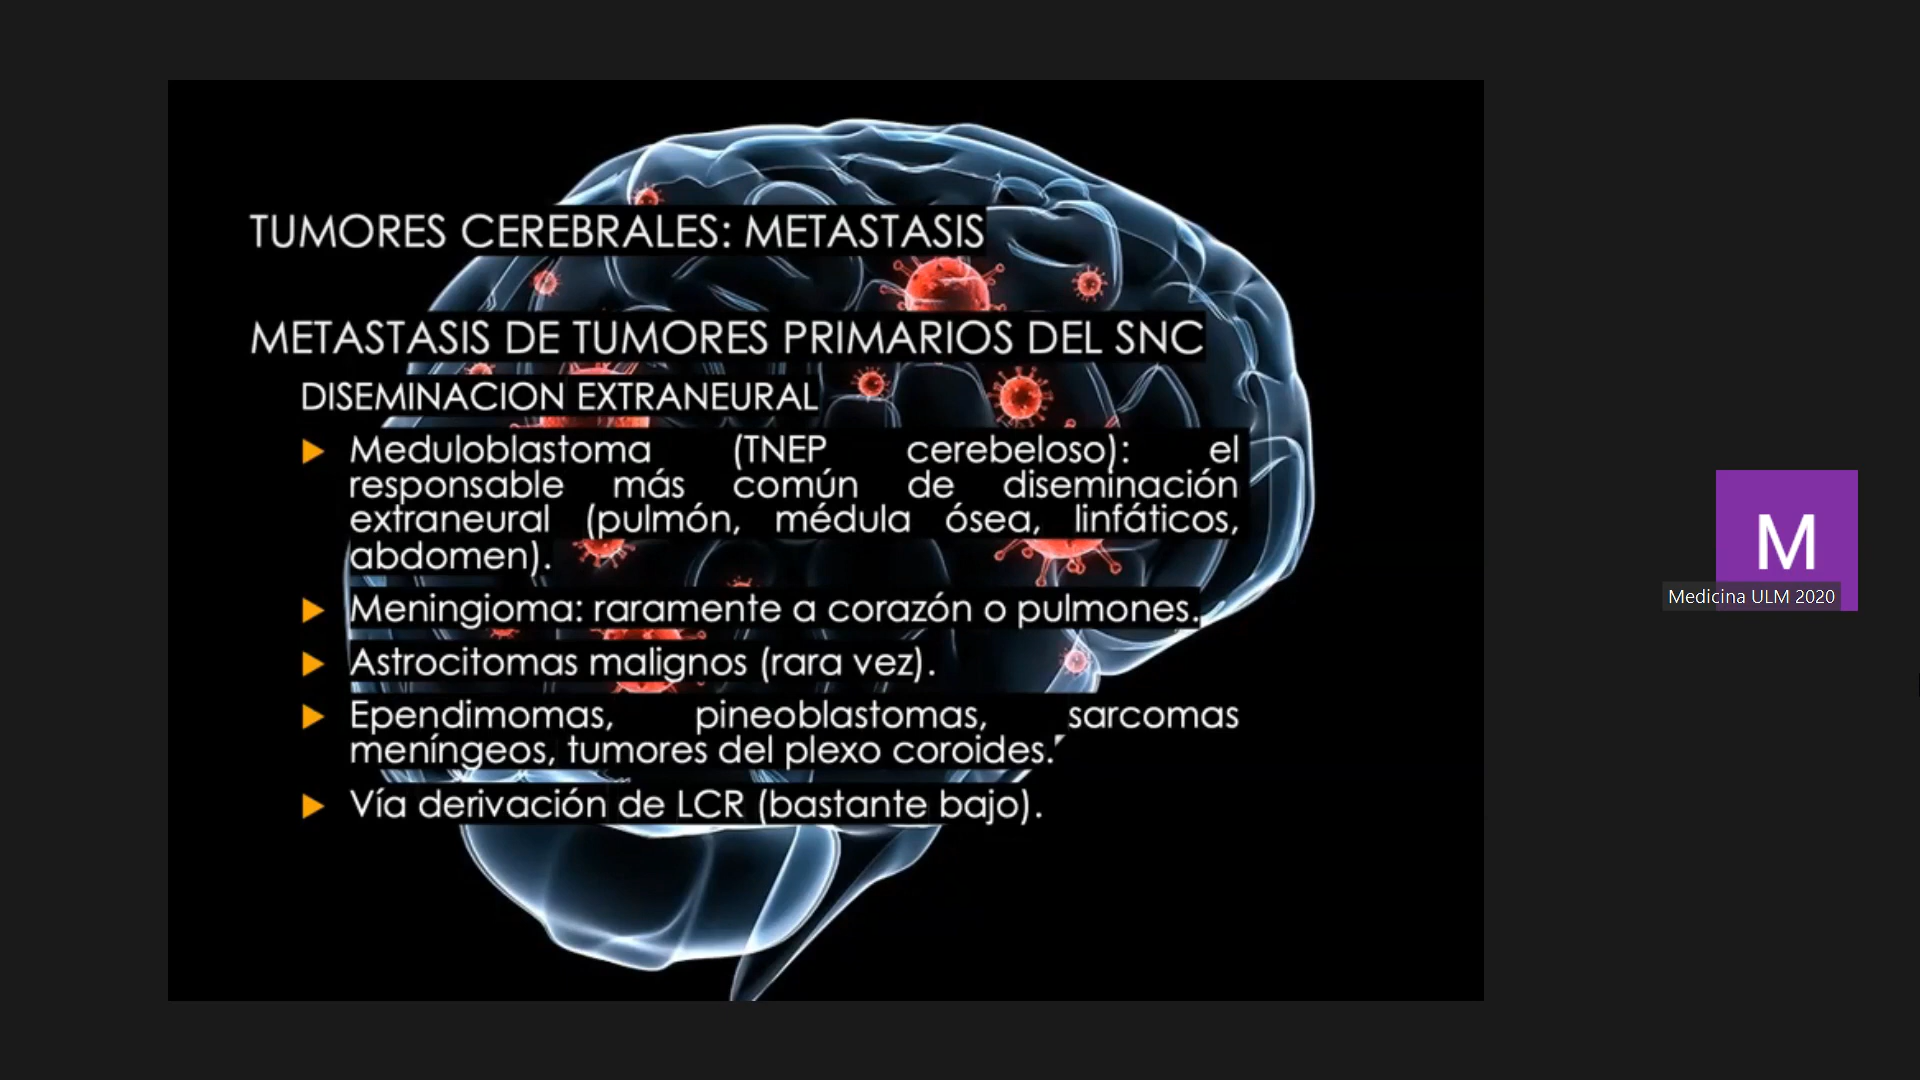 TUMORES CEREBRALES: METASTASIS
METASTASIS DE TUMORES PRIMARIOS DEL SNC
DISEMINACION EXTRANEURAL
Meduloblastoma (TNEP cerebeloso): el
responsable más común de diseminación
extraneural (pulmón, médula ósea, linfáticos,
abdomen).
Meningioma: raramente a corazón o pulmones.
Astrocitomas malignos (rara vez).
Ependimomas, pineoblastomas, sarcomas
meníngeos, tumores del plexo coroides.
Vía derivación de LCR (bastante bajo).
M
Medicina ULM 2020